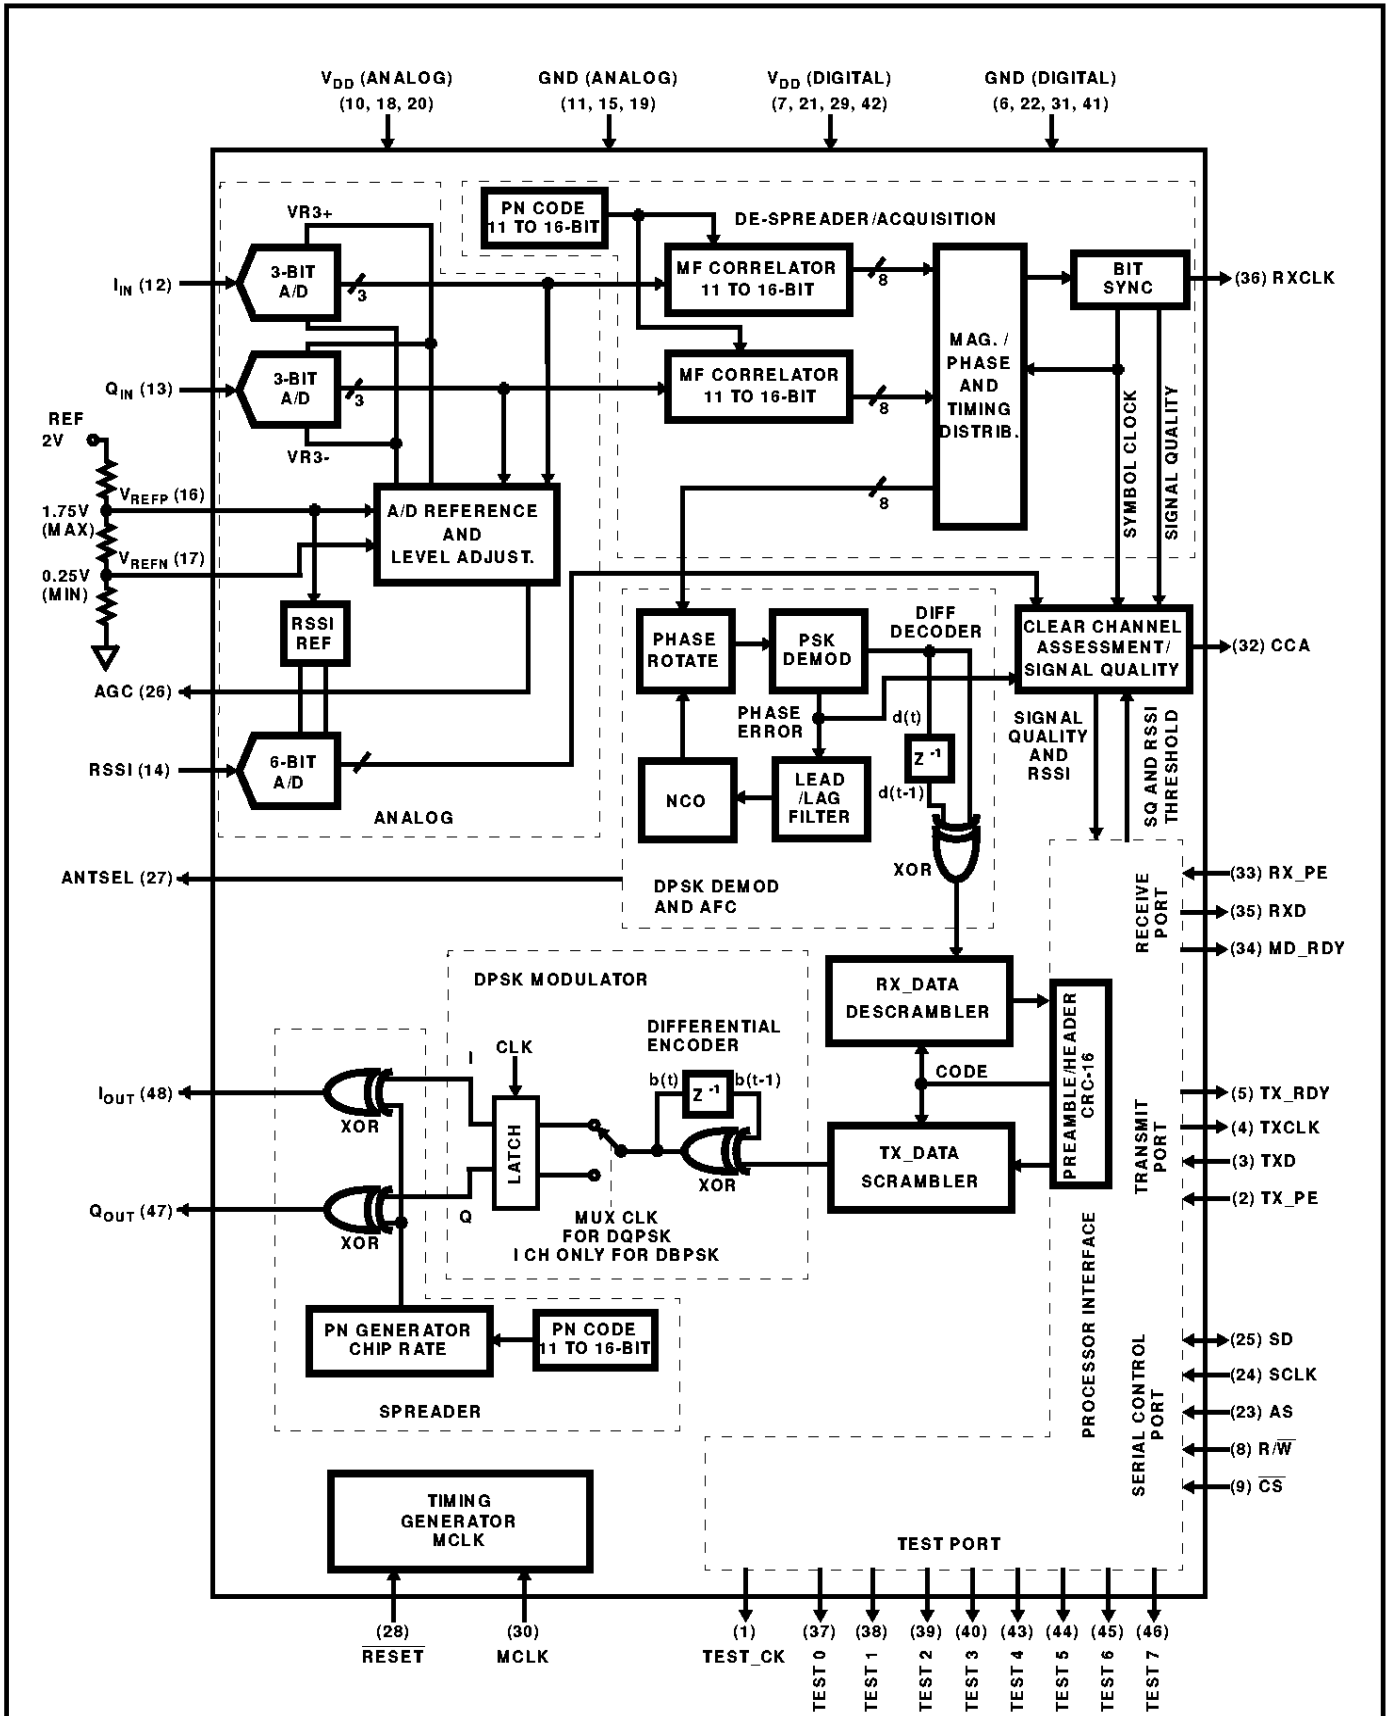 V_DD (ANALOG)
(10, 18, 20)
GND (ANALOG)
(11, 15, 19)
V_DD (DIGITAL)
(7, 21, 29, 42)
GND (DIGITAL)
(6, 22, 31, 41)
PN CODE
11 TO 16-BIT
DE-SPREADER/ACQUISITION
VR3+
I_IN (12)
3-BIT
A/D
3
MF CORRELATOR
11 TO 16-BIT
8
BIT
SYNC
(36) RXCLK
MAG. /
PHASE
AND
TIMING
DISTRIB.
Q_IN (13)
3-BIT
A/D
3
MF CORRELATOR
11 TO 16-BIT
8
VR3-
REF
2V
V_REFP (16)
1.75V
(MAX)
V_REFN (17)
0.25V
(MIN)
A/D REFERENCE
AND
LEVEL ADJUST.
8
SYMBOL CLOCK
SIGNAL QUALITY
RSSI
REF
AGC (26)
PHASE
ROTATE
PSK
DEMOD
DIFF
DECODER
CLEAR CHANNEL
ASSESSMENT/
SIGNAL QUALITY
(32) CCA
PHASE
ERROR
d(t)
SIGNAL
QUALITY
AND
RSSI
SQ AND RSSI
THRESHOLD
RSSI (14)
6-BIT
A/D
NCO
LEAD
/LAG
FILTER
Z -1
d(t-1)
ANALOG
XOR
ANTSEL (27)
DPSK DEMOD
AND AFC
RECEIVE
PORT
(33) RX_PE
(35) RXD
(34) MD_RDY
DPSK MODULATOR
RX_DATA
DESCRAMBLER
PREAMBLE/HEADER
CRC-16
DIFFERENTIAL
ENCODER
I
CLK
b(t)
Z -1
b(t-1)
CODE
I_OUT (48)
XOR
LATCH
XOR
TX_DATA
SCRAMBLER
TRANSMIT
PORT
(5) TX_RDY
(4) TXCLK
(3) TXD
(2) TX_PE
Q_OUT (47)
XOR
Q
MUX CLK
FOR DQPSK
I CH ONLY FOR DBPSK
PN GENERATOR
CHIP RATE
PN CODE
11 TO 16-BIT
SPREADER
PROCESSOR INTERFACE
SERIAL CONTROL
PORT
(25) SD
(24) SCLK
(23) AS
(8) R/W
(9) CS
TIMING
GENERATOR
MCLK
TEST PORT
(28)
RESET
(30)
MCLK
(1)
TEST_CK
(37)
TEST 0
(38)
TEST 1
(39)
TEST 2
(40)
TEST 3
(43)
TEST 4
(44)
TEST 5
(45)
TEST 6
(46)
TEST 7